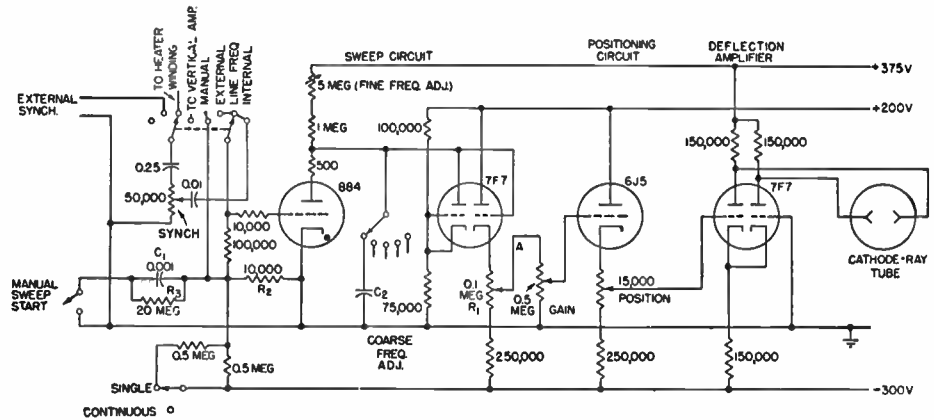 SWEEP CIRCUIT
POSITIONING
CIRCUIT
DEFLECTION
AMPLIFIER
+375V
TO HEATER
WINDING
TO VERTICAL AMP.
MANUAL
EXTERNAL
LINE FREQ
INTERNAL
EXTERNAL
SYNCH.
5 MEG (FINE FREQ. ADJ.)
+200V
1 MEG
100,000
150,000
150,000
500
0.25
0.01
884
7F7
6J5
7F7
50,000
10,000
SYNCH
100,000
A
CATHODE-RAY
TUBE
C1
0.001
10,000
R2
R3
20 MEG
MANUAL
SWEEP
START
C2
75,000
0.1
MEG
R1
0.5
MEG
GAIN
15,000
POSITION
COARSE
FREQ.
ADJ.
0.5 MEG
0.5 MEG
250,000
250,000
150,000
SINGLE
-300V
CONTINUOUS